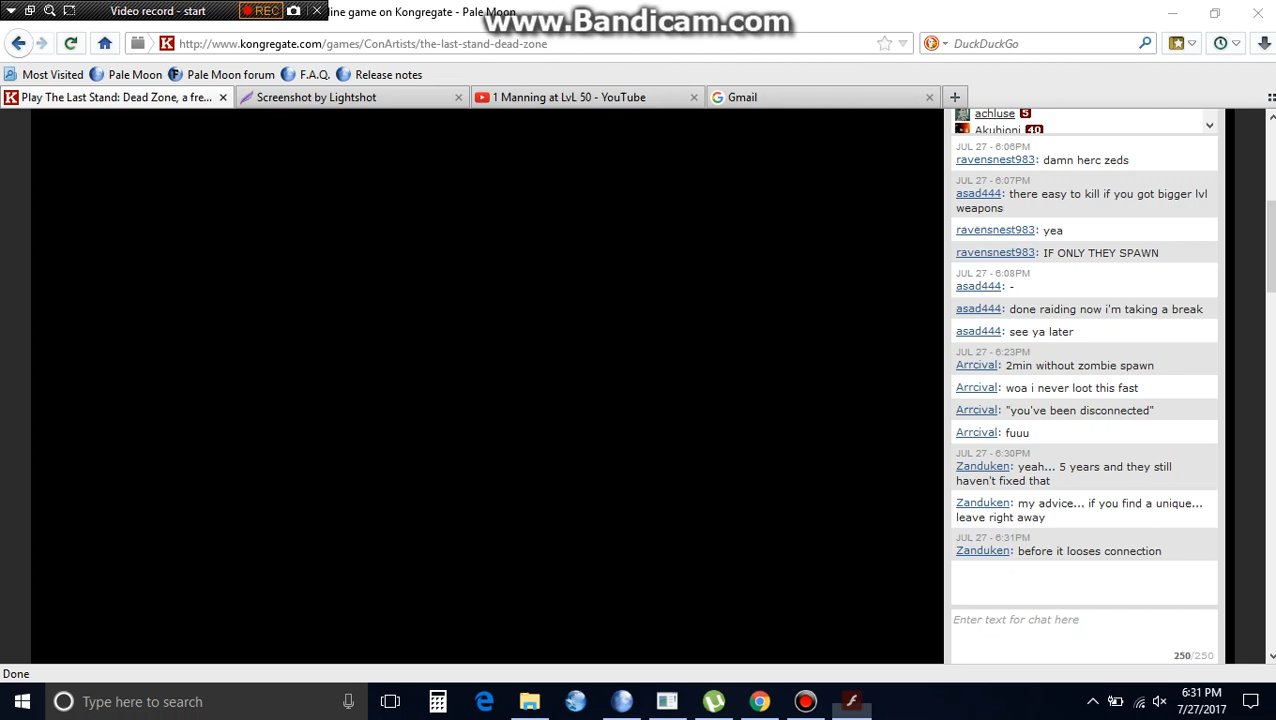 Video record - start
REC
line game on Kongregate - Pale Moon
www.Bandicam.com
http://www.kongregate.com/games/ConArtists/the-last-stand-dead-zone
DuckDuckGo
Most Visited
Pale Moon
Pale Moon forum
F.A.Q.
Release notes
Play The Last Stand: Dead Zone, a fre...
Screenshot by Lightshot
1 Manning at LvL 50 - YouTube
Gmail
achluse 5
Akuhioni 40
JUL 27 - 6:06PM
ravensnest983: damn herc zeds
JUL 27 - 6:07PM
asad444: there easy to kill if you got bigger lvl
weapons
ravensnest983: yea
ravensnest983: IF ONLY THEY SPAWN
JUL 27 - 6:08PM
asad444: -
asad444: done raiding now i'm taking a break
asad444: see ya later
JUL 27 - 6:23PM
Arrcival: 2min without zombie spawn
Arrcival: woa i never loot this fast
Arrcival: "you've been disconnected"
Arrcival: fuuu
JUL 27 - 6:30PM
Zanduken: yeah... 5 years and they still
haven't fixed that
Zanduken: my advice... if you find a unique...
leave right away
JUL 27 - 6:31PM
Zanduken: before it looses connection
Enter text for chat here
250/250
Done
Type here to search
6:31 PM
7/27/2017